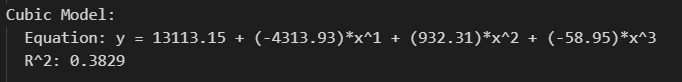 Cubic Model:
Equation: y = 13113.15 + (-4313.93)*x^1 + (932.31)*x^2 + (-58.95)*x^3
R^2: 0.3829